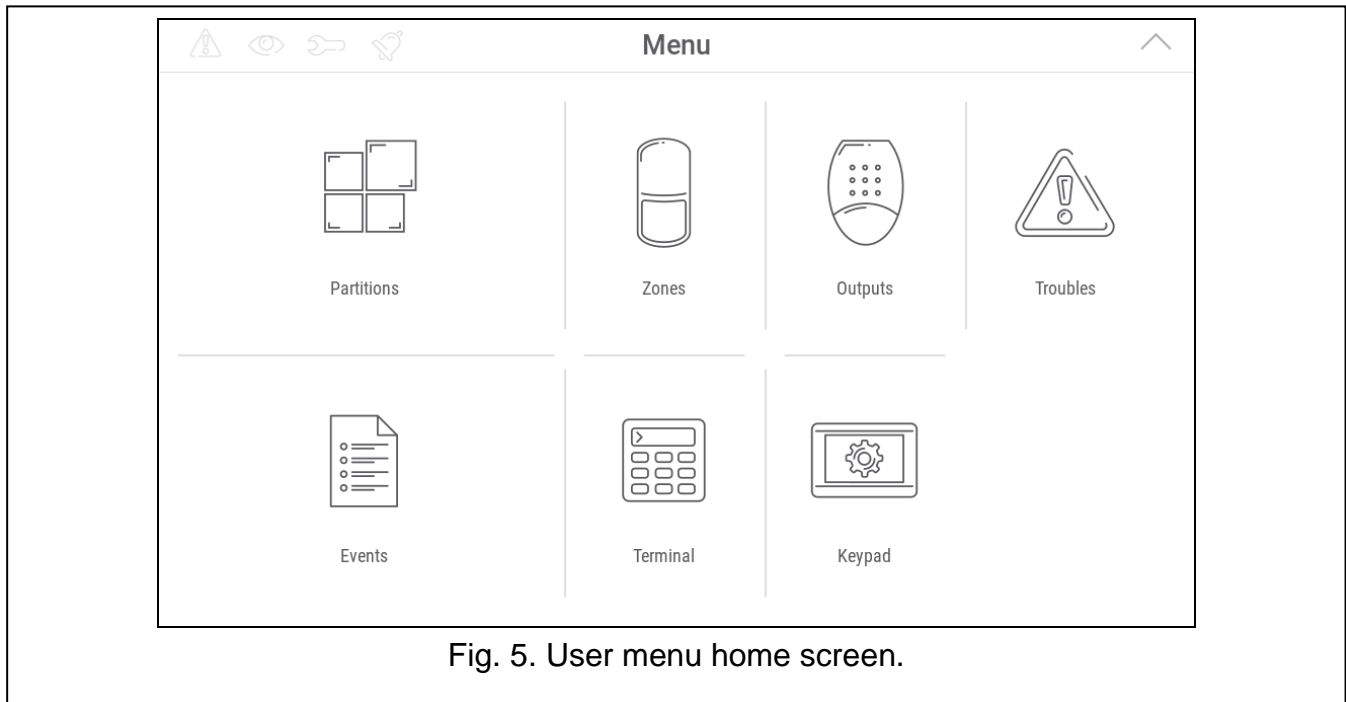 Menu
Partitions
Zones
Outputs
Troubles
Events
Terminal
Keypad
Fig. 5. User menu home screen.